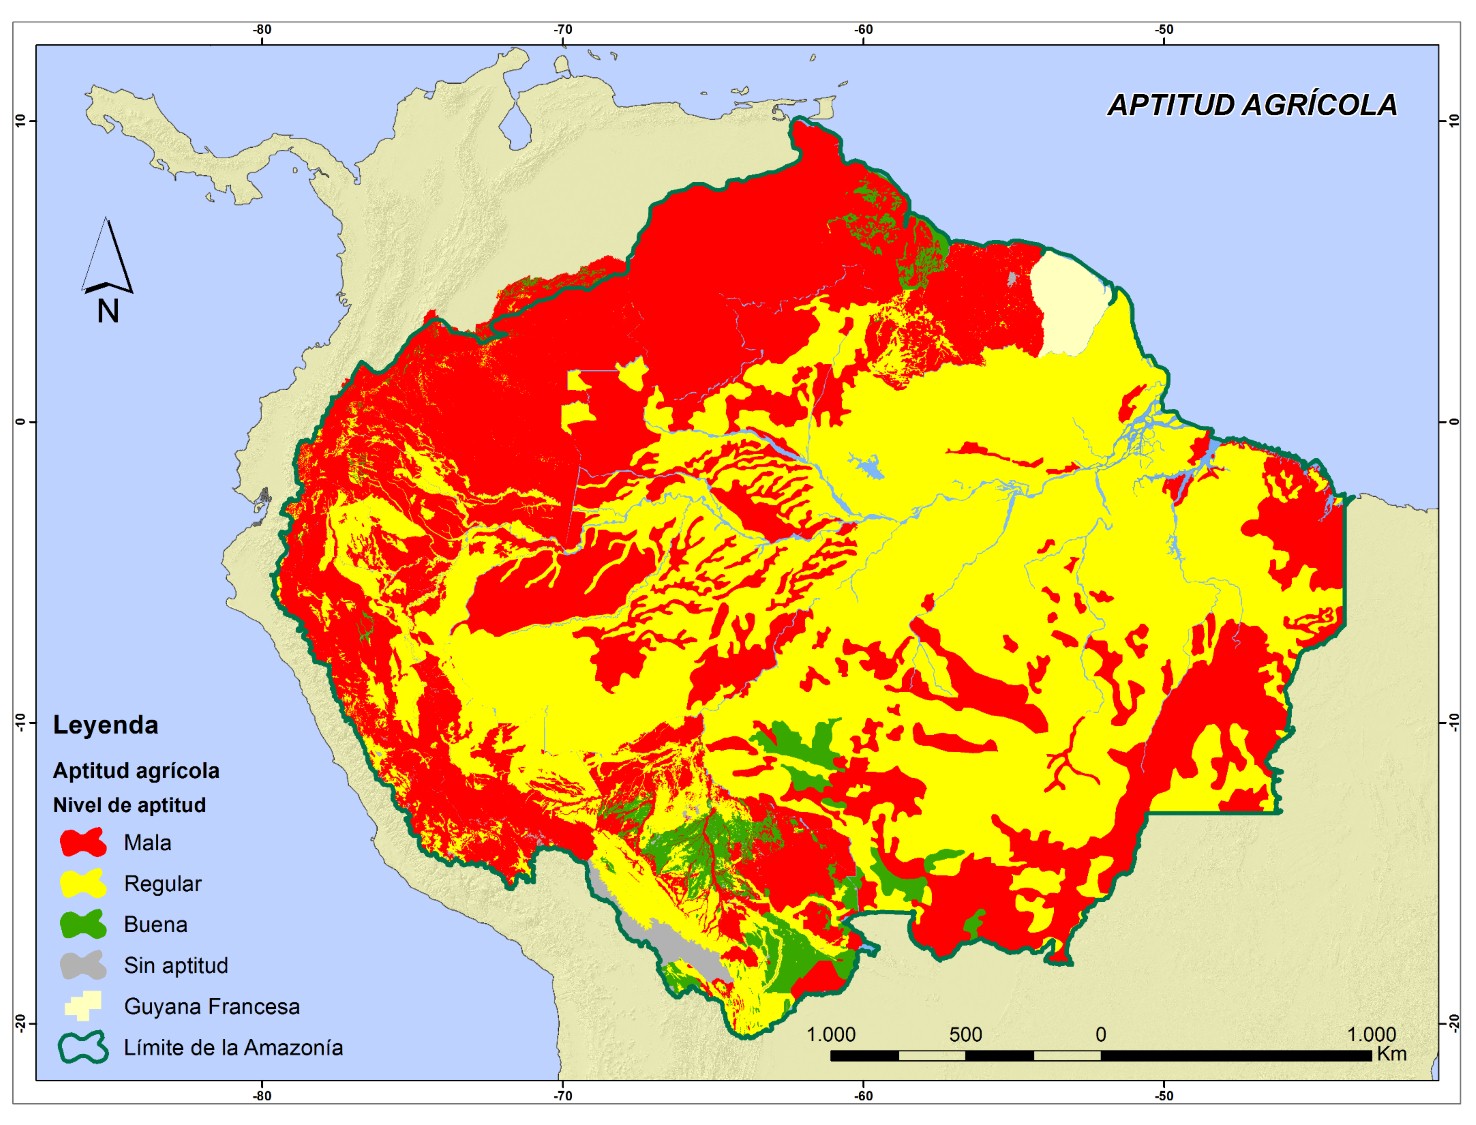 -80 -70 -60 -50
APTITUD AGRÍCOLA
10 10
N
0 0
-10 -10
Leyenda
Aptitud agrícola
Nivel de aptitud
Mala
Regular
Buena
Sin aptitud
Guyana Francesa
Límite de la Amazonía
-20 -20
1.000 500 0 1.000
Km
-80 -70 -60 -50